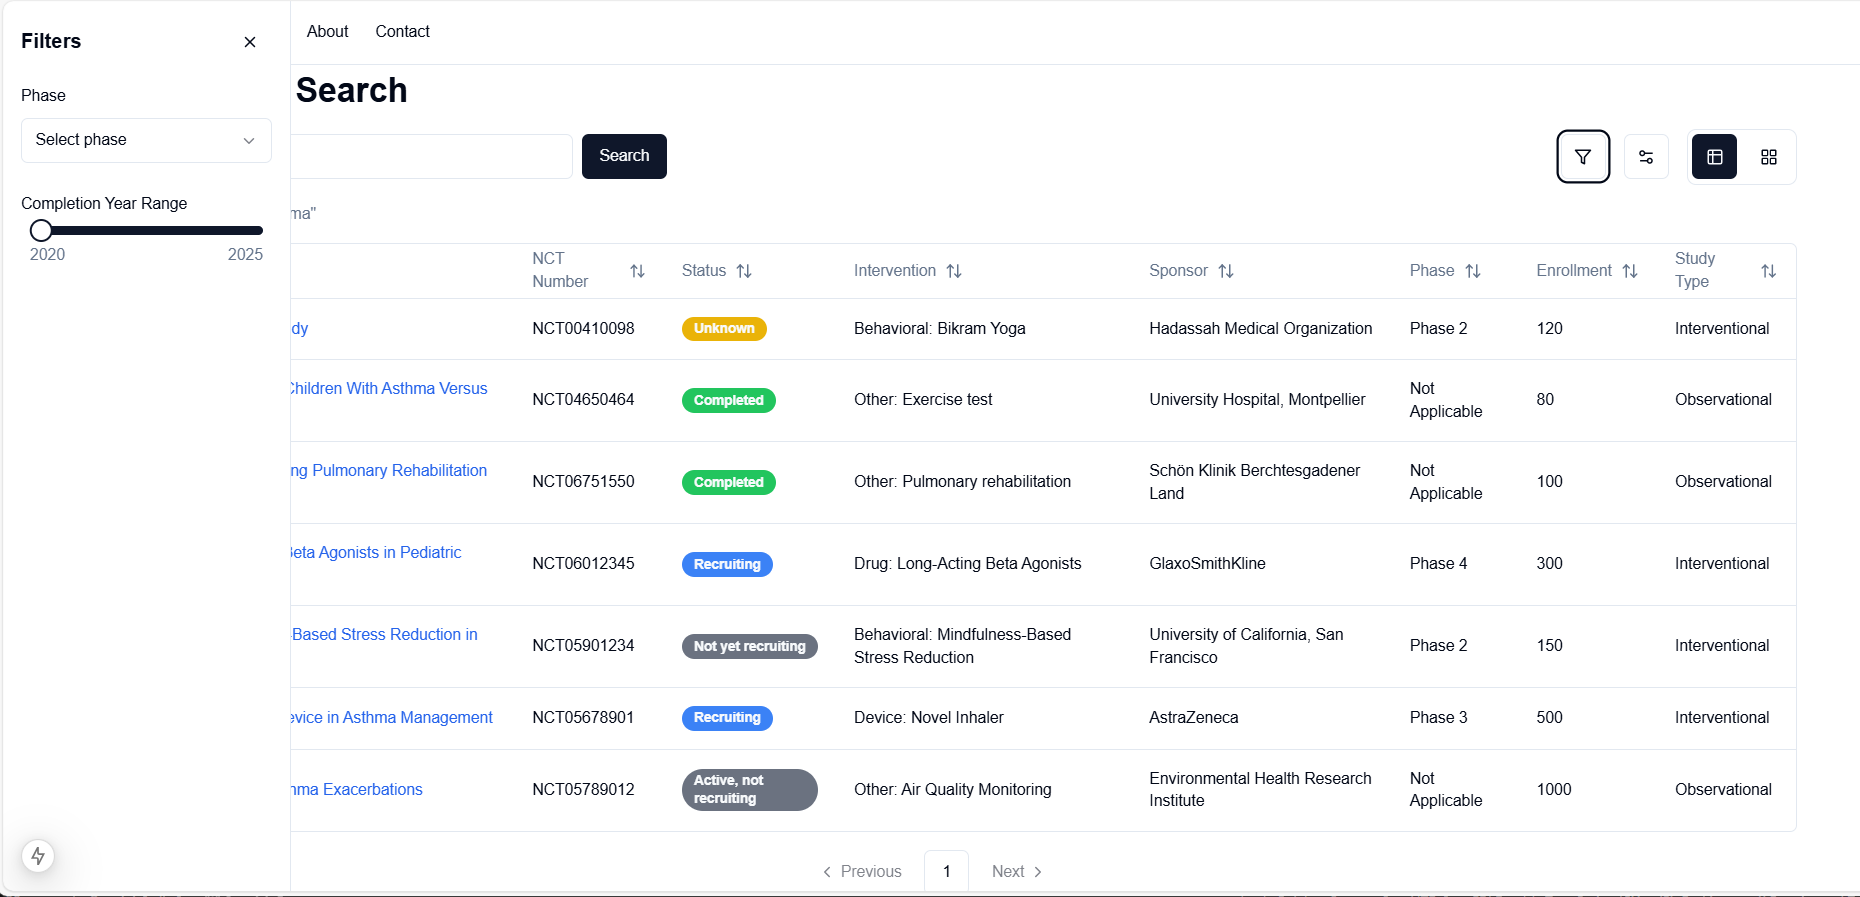 Filters
About Contact
Search
Phase
Select phase
Search
Completion Year Range
2020 2025
ma"
NCT
Number
Status
Intervention
Sponsor
Phase
Enrollment
Study
Type
dy
NCT00410098
Unknown
Behavioral: Bikram Yoga
Hadassah Medical Organization
Phase 2
120
Interventional
Children With Asthma Versus
NCT04650464
Completed
Other: Exercise test
University Hospital, Montpellier
Not
Applicable
80
Observational
ng Pulmonary Rehabilitation
NCT06751550
Completed
Other: Pulmonary rehabilitation
Schön Klinik Berchtesgadener
Land
Not
Applicable
100
Observational
Beta Agonists in Pediatric
NCT06012345
Recruiting
Drug: Long-Acting Beta Agonists
GlaxoSmithKline
Phase 4
300
Interventional
-Based Stress Reduction in
NCT05901234
Not yet recruiting
Behavioral: Mindfulness-Based
Stress Reduction
University of California, San
Francisco
Phase 2
150
Interventional
evice in Asthma Management
NCT05678901
Recruiting
Device: Novel Inhaler
AstraZeneca
Phase 3
500
Interventional
hma Exacerbations
NCT05789012
Active, not
recruiting
Other: Air Quality Monitoring
Environmental Health Research
Institute
Not
Applicable
1000
Observational
Previous 1 Next